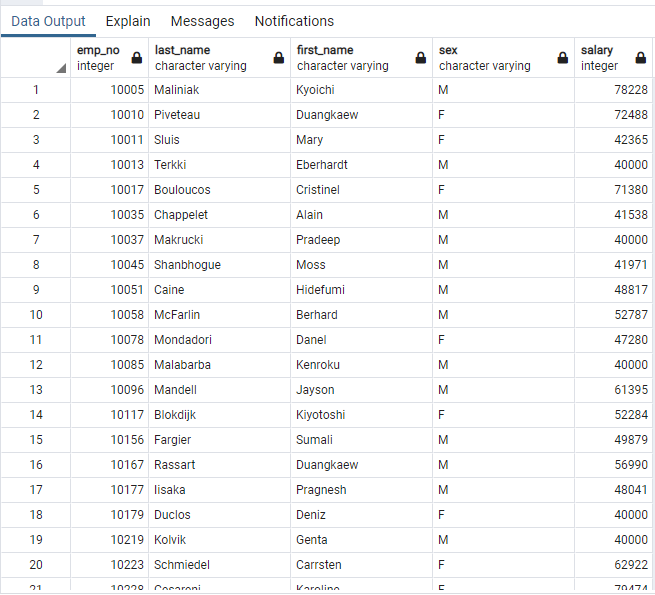 Data Output Explain Messages Notifications
emp_no last_name first_name sex salary
integer character varying character varying character varying integer
1 10005 Maliniak Kyoichi M 78228
2 10010 Piveteau Duangkaew F 72488
3 10011 Sluis Mary F 42365
4 10013 Terkki Eberhardt M 40000
5 10017 Bouloucos Cristinel F 71380
6 10035 Chappelet Alain M 41538
7 10037 Makrucki Pradeep M 40000
8 10045 Shanbhogue Moss M 41971
9 10051 Caine Hidefumi M 48817
10 10058 McFarlin Berhard M 52787
11 10078 Mondadori Danel F 47280
12 10085 Malabarba Kenroku M 40000
13 10096 Mandell Jayson M 61395
14 10117 Blokdijk Kiyotoshi F 52284
15 10156 Fargier Sumali M 49879
16 10167 Rassart Duangkaew M 56990
17 10177 Iisaka Pragnesh M 48041
18 10179 Duclos Deniz F 40000
19 10219 Kolvik Genta M 40000
20 10223 Schmiedel Carrsten F 62922
21 10228 Cesareni Karoline F 79474